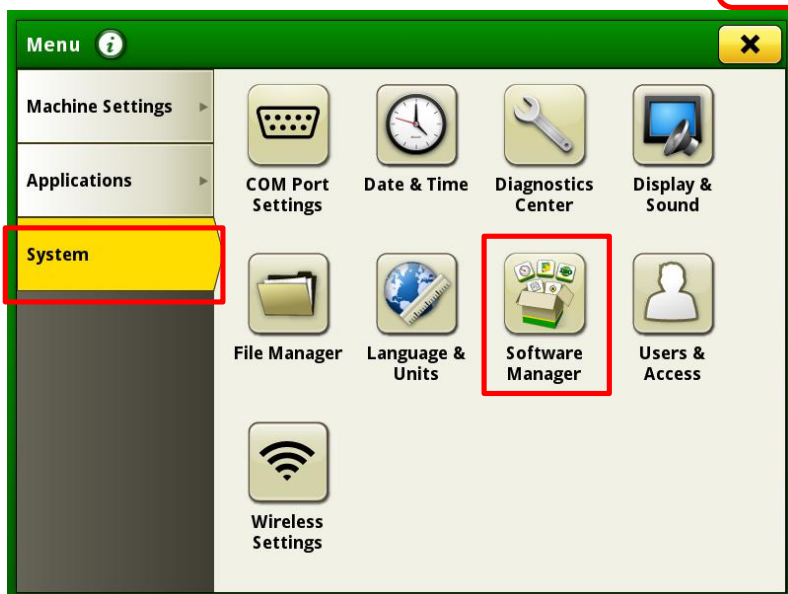 Menu
Machine Settings
Applications
System
COM Port
Settings
Date & Time
Diagnostics
Center
Display &
Sound
File Manager
Language &
Units
Software
Manager
Users &
Access
Wireless
Settings